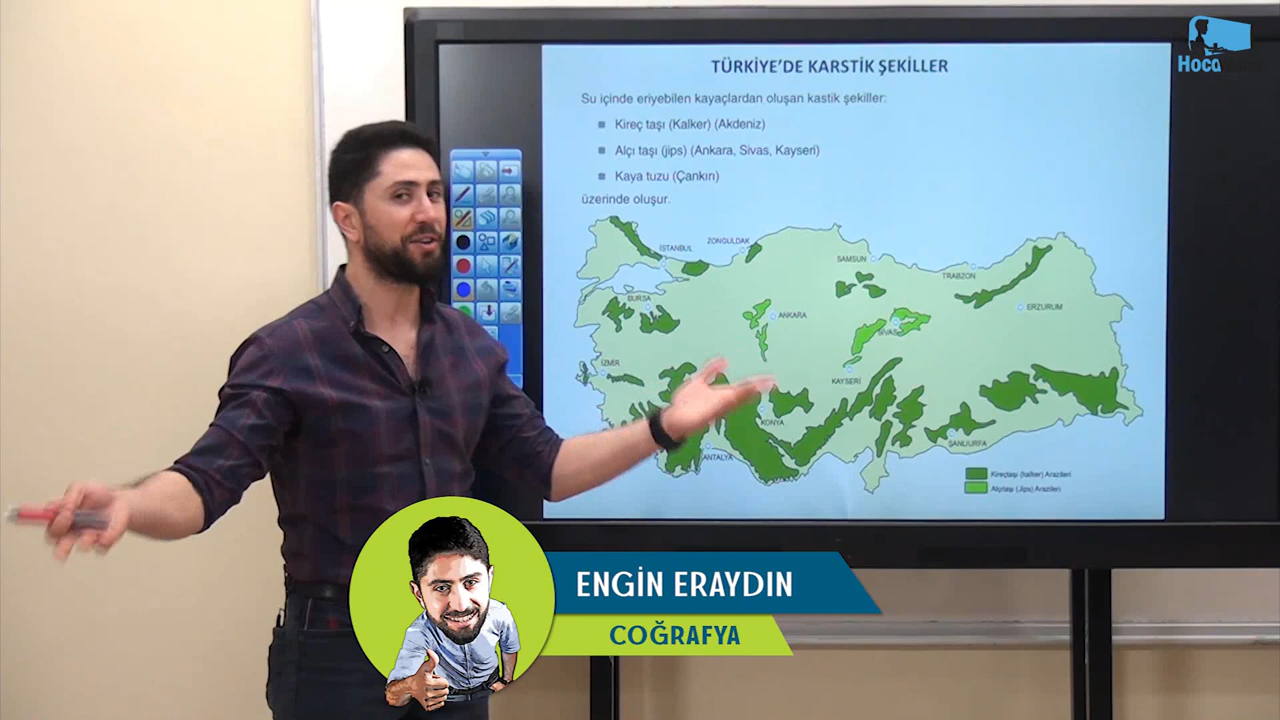 Hoca
TÜRKİYE'DE KARSTİK ŞEKİLLER
Su içinde eriyebilen kayaçlardan oluşan kastik şekiller:
Kireç taşı (Kalker) (Akdeniz)
Alçı taşı (jips) (Ankara, Sivas, Kayseri)
Kaya tuzu (Çankırı)
üzerinde oluşur.
İSTANBUL
ZONGULDAK
SAMSUN
TRABZON
BURSA
ANKARA
SİVAS
ERZURUM
İZMİR
KAYSERİ
KONYA
ANTALYA
ŞANLIURFA
Kireçtaşı (kalker) Arazileri
Alçıtaşı (Jips) Arazileri
ENGİN ERAYDIN
COĞRAFYA